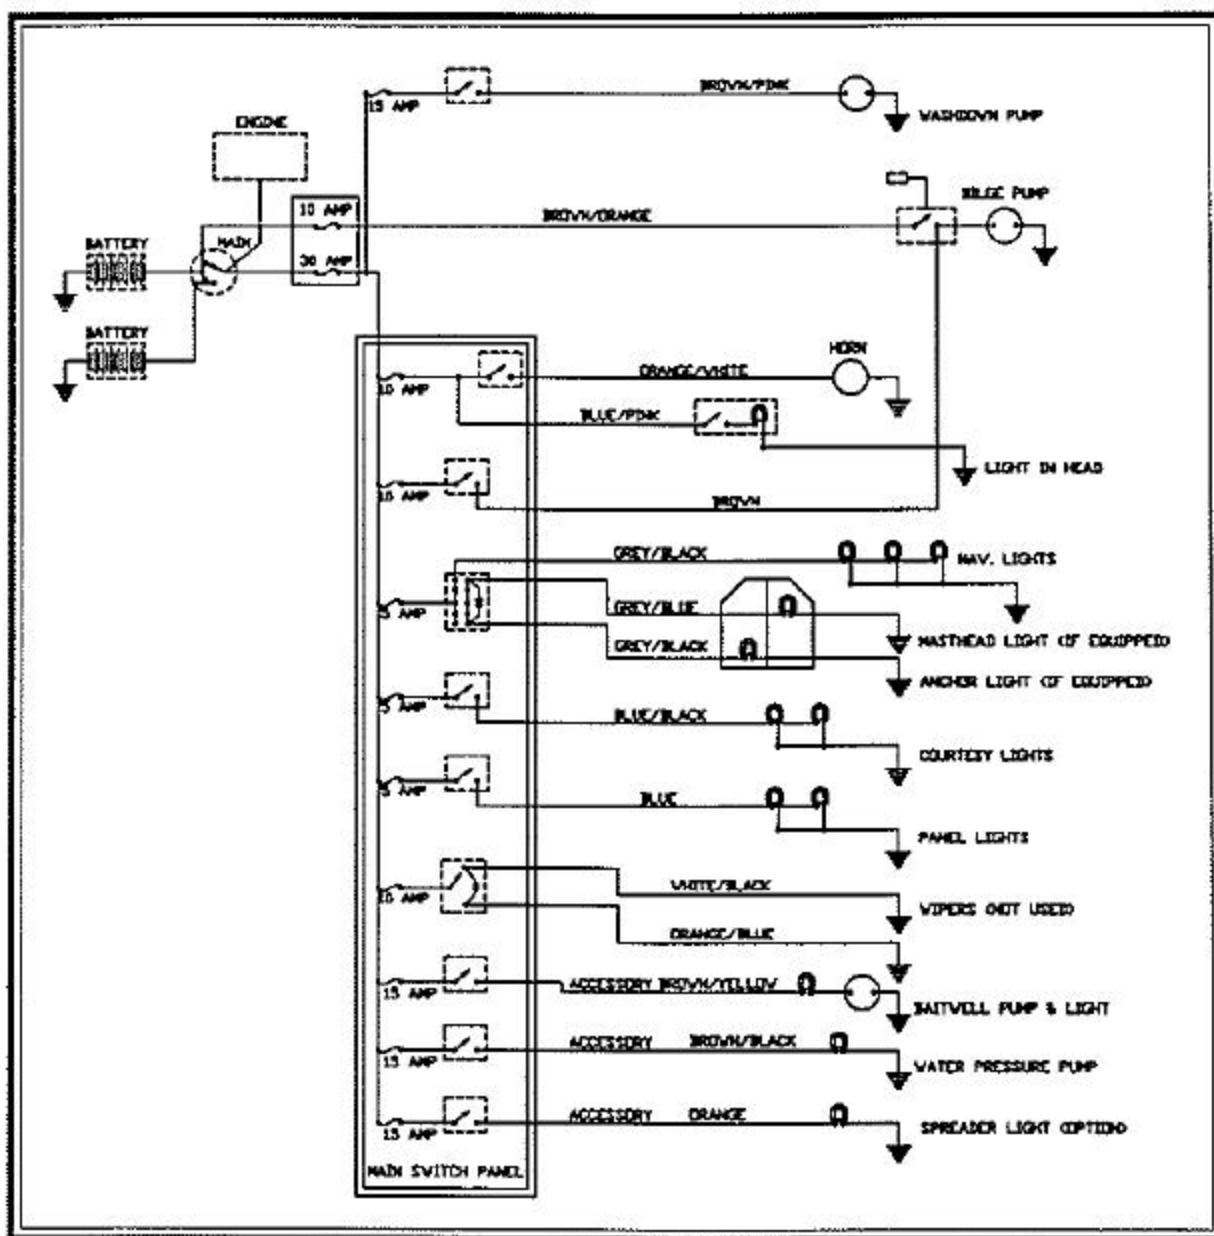 15 AMP
BROWN/PINK
WASHDOWN PUMP
ENGINE
10 AMP
BROWN/ORANGE
BILGE PUMP
BATTERY
MAIN
30 AMP
BATTERY
HORN
10 AMP
ORANGE/WHITE
BLUE/PINK
LIGHT IN HEAD
10 AMP
BROWN
GREY/BLACK
NAV. LIGHTS
5 AMP
GREY/BLUE
MASTHEAD LIGHT (IF EQUIPPED)
GREY/BLACK
ANCHOR LIGHT (IF EQUIPPED)
5 AMP
BLUE/BLACK
COURTESY LIGHTS
5 AMP
BLUE
PANEL LIGHTS
10 AMP
WHITE/BLACK
WIPERS (NOT USED)
ORANGE/BLUE
15 AMP
ACCESSORY BROWN/YELLOW
BAITWELL PUMP & LIGHT
15 AMP
ACCESSORY BROWN/BLACK
WATER PRESSURE PUMP
15 AMP
ACCESSORY ORANGE
SPREADER LIGHT (OPTION)
MAIN SWITCH PANEL